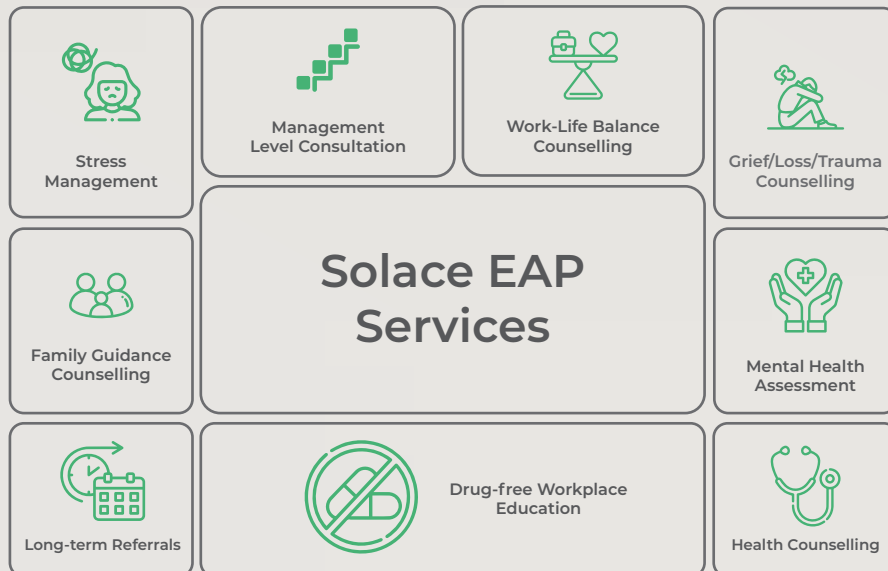 Stress
Management
Management
Level Consultation
Work-Life Balance
Counselling
Grief/Loss/Trauma
Counselling
Solace EAP
Services
Family Guidance
Counselling
Mental Health
Assessment
Long-term Referrals
Drug-free Workplace
Education
Health Counselling